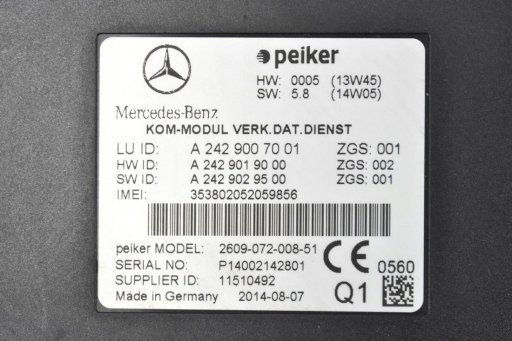 peiker
HW: 0005 (13W45)
SW: 5.8 (14W05)
Mercedes-Benz
KOM-MODUL VERK.DAT.DIENST
LU ID: A 242 900 70 01 ZGS: 001
HW ID: A 242 901 90 00 ZGS: 002
SW ID: A 242 902 95 00 ZGS: 001
IMEI: 353802052059856
peiker MODEL: 2609-072-008-51
SERIAL NO: P14002142801
SUPPLIER ID: 11510492
Made in Germany 2014-08-07
CE 0560
Q1